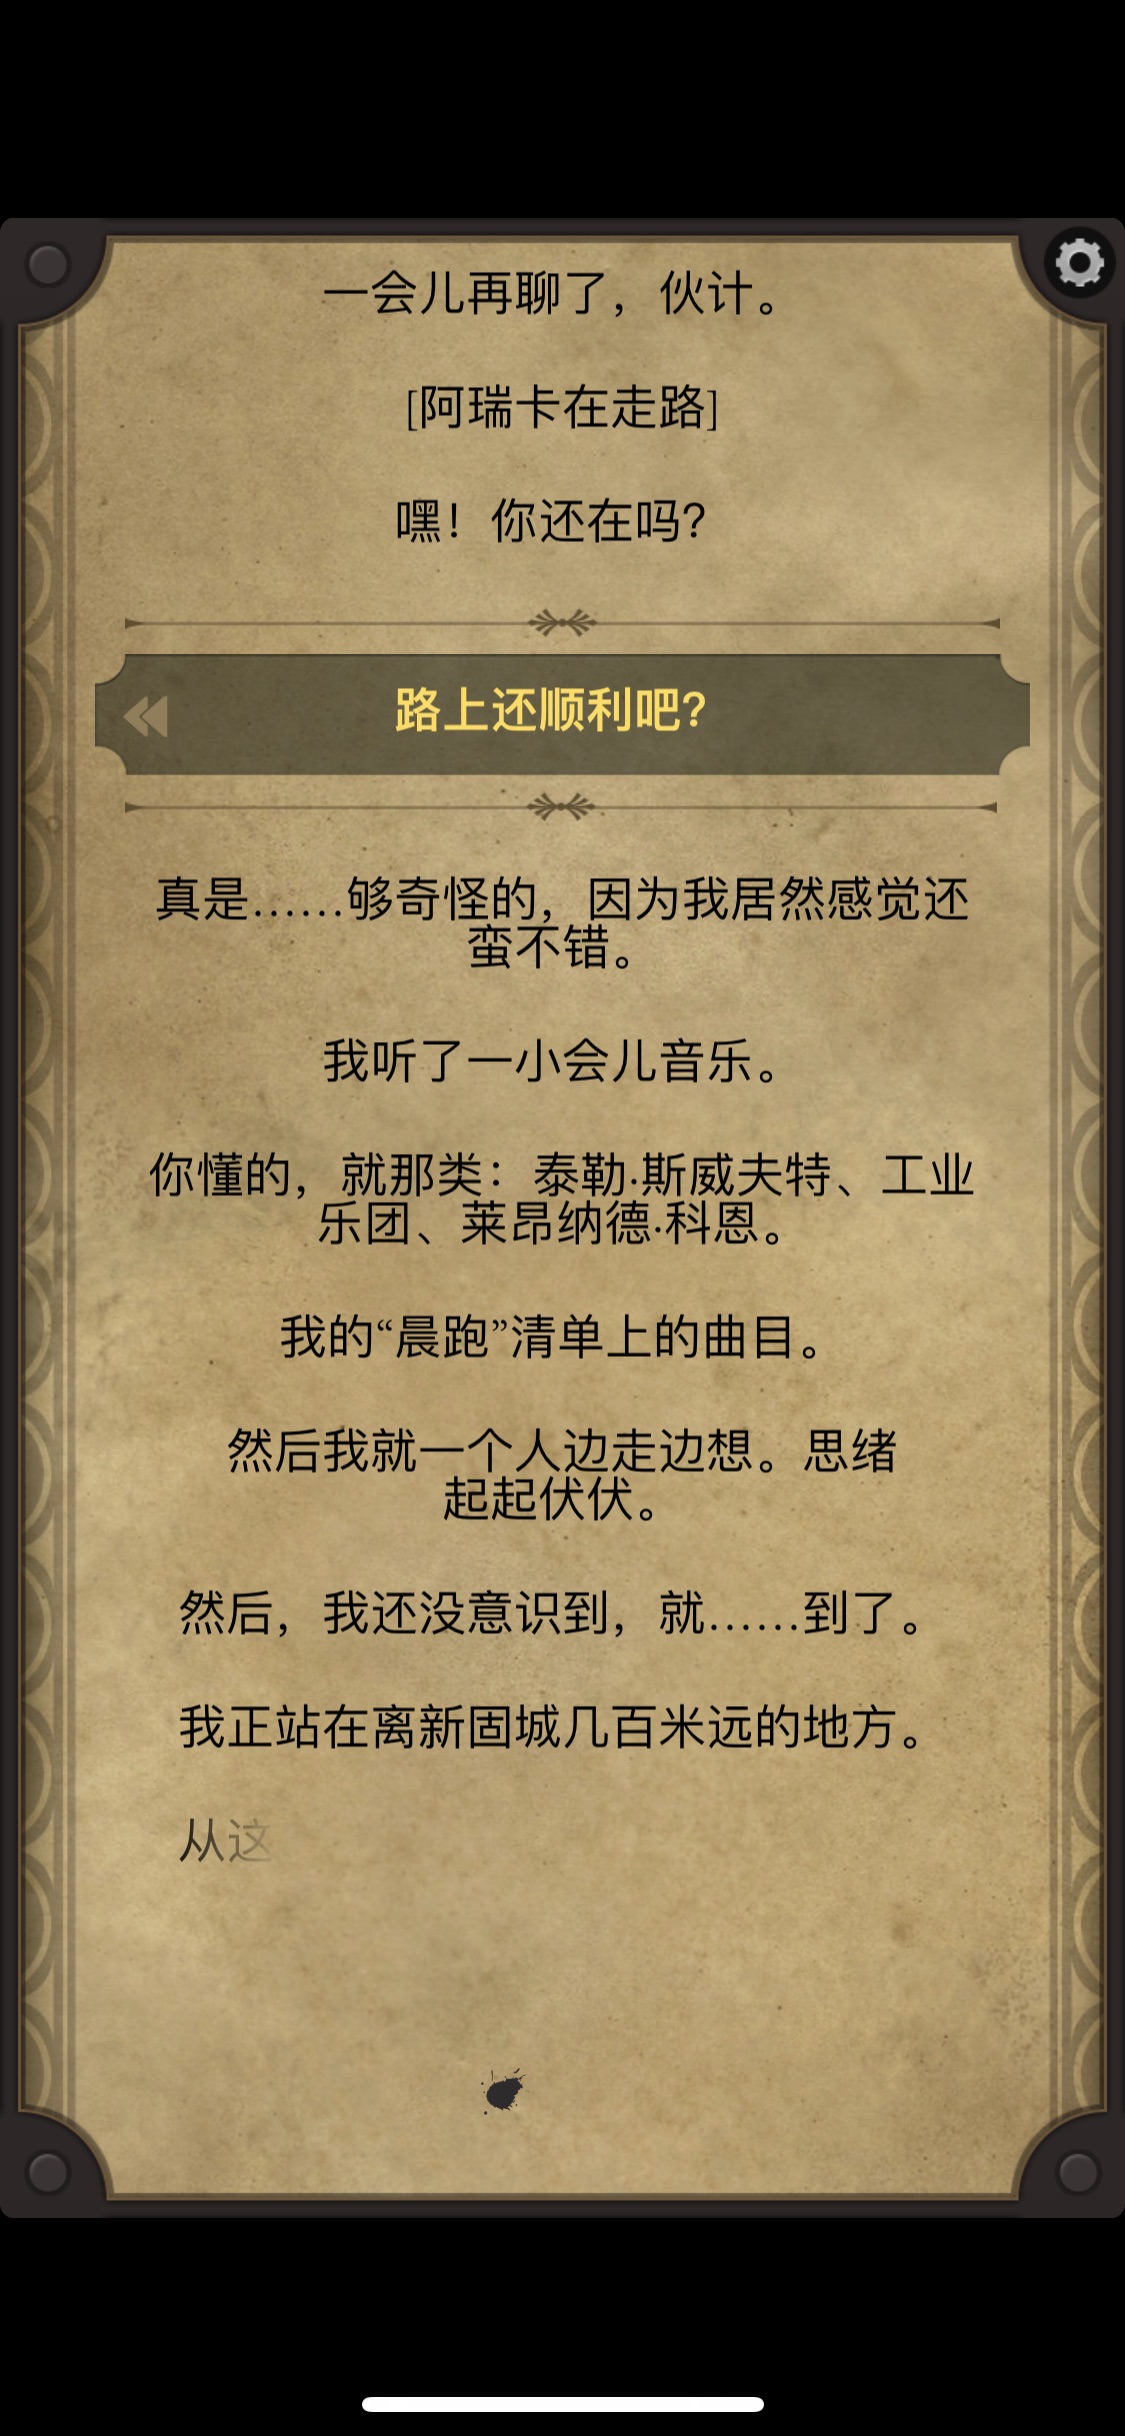 一会儿再聊了，伙计。
[阿瑞卡在走路]
嘿！你还在吗？
路上还顺利吧？
真是……够奇怪的，因为我居然感觉还
蛮不错。
我听了一小会儿音乐。
你懂的，就那类：泰勒·斯威夫特、工业
乐团、莱昂纳德·科恩。
我的“晨跑”清单上的曲目。
然后我就一个人边走边想。思绪
起起伏伏。
然后，我还没意识到，就……到了。
我正站在离新固城几百米远的地方。
从这